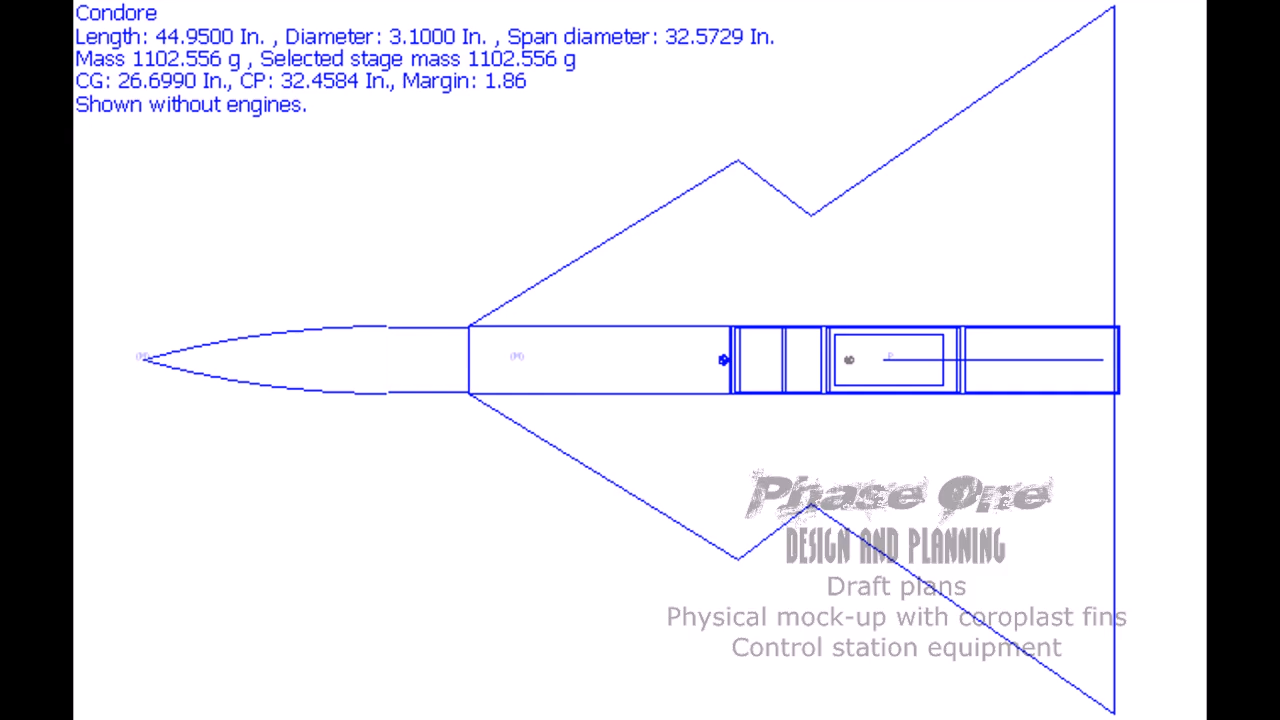 Condore
Length: 44.9500 In. , Diameter: 3.1000 In. , Span diameter: 32.5729 In.
Mass 1102.556 g , Selected stage mass 1102.556 g
CG: 26.6990 In., CP: 32.4584 In., Margin: 1.86
Shown without engines.
(M) (M) P
Phase One
DESIGN AND PLANNING
Draft plans
Physical mock-up with coroplast fins
Control station equipment